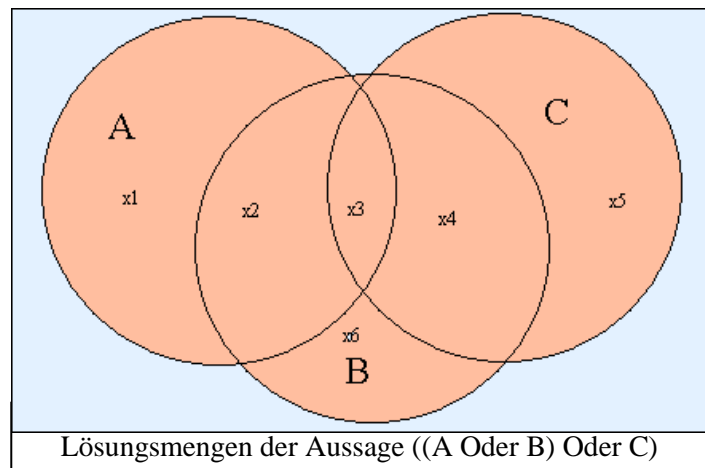 A
C
x1
x2
x3
x4
x5
x6
B
Lösungsmengen der Aussage ((A Oder B) Oder C)